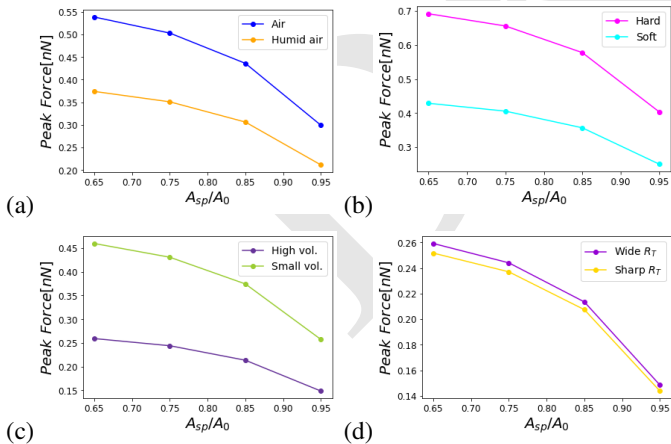 0.55
0.50
0.45
0.40
0.35
0.30
0.25
0.20
Peak Force[nN]
Air
Humid air
0.65 0.70 0.75 0.80 0.85 0.90 0.95
A_sp/A_0
(a)
0.7
0.6
0.5
0.4
0.3
Peak Force[nN]
Hard
Soft
0.65 0.70 0.75 0.80 0.85 0.90 0.95
A_sp/A_0
(b)
0.45
0.40
0.35
0.30
0.25
0.20
0.15
Peak Force[nN]
High vol.
Small vol.
0.65 0.70 0.75 0.80 0.85 0.90 0.95
A_sp/A_0
(c)
0.26
0.24
0.22
0.20
0.18
0.16
0.14
Peak Force[nN]
Wide R_T
Sharp R_T
0.65 0.70 0.75 0.80 0.85 0.90 0.95
A_sp/A_0
(d)